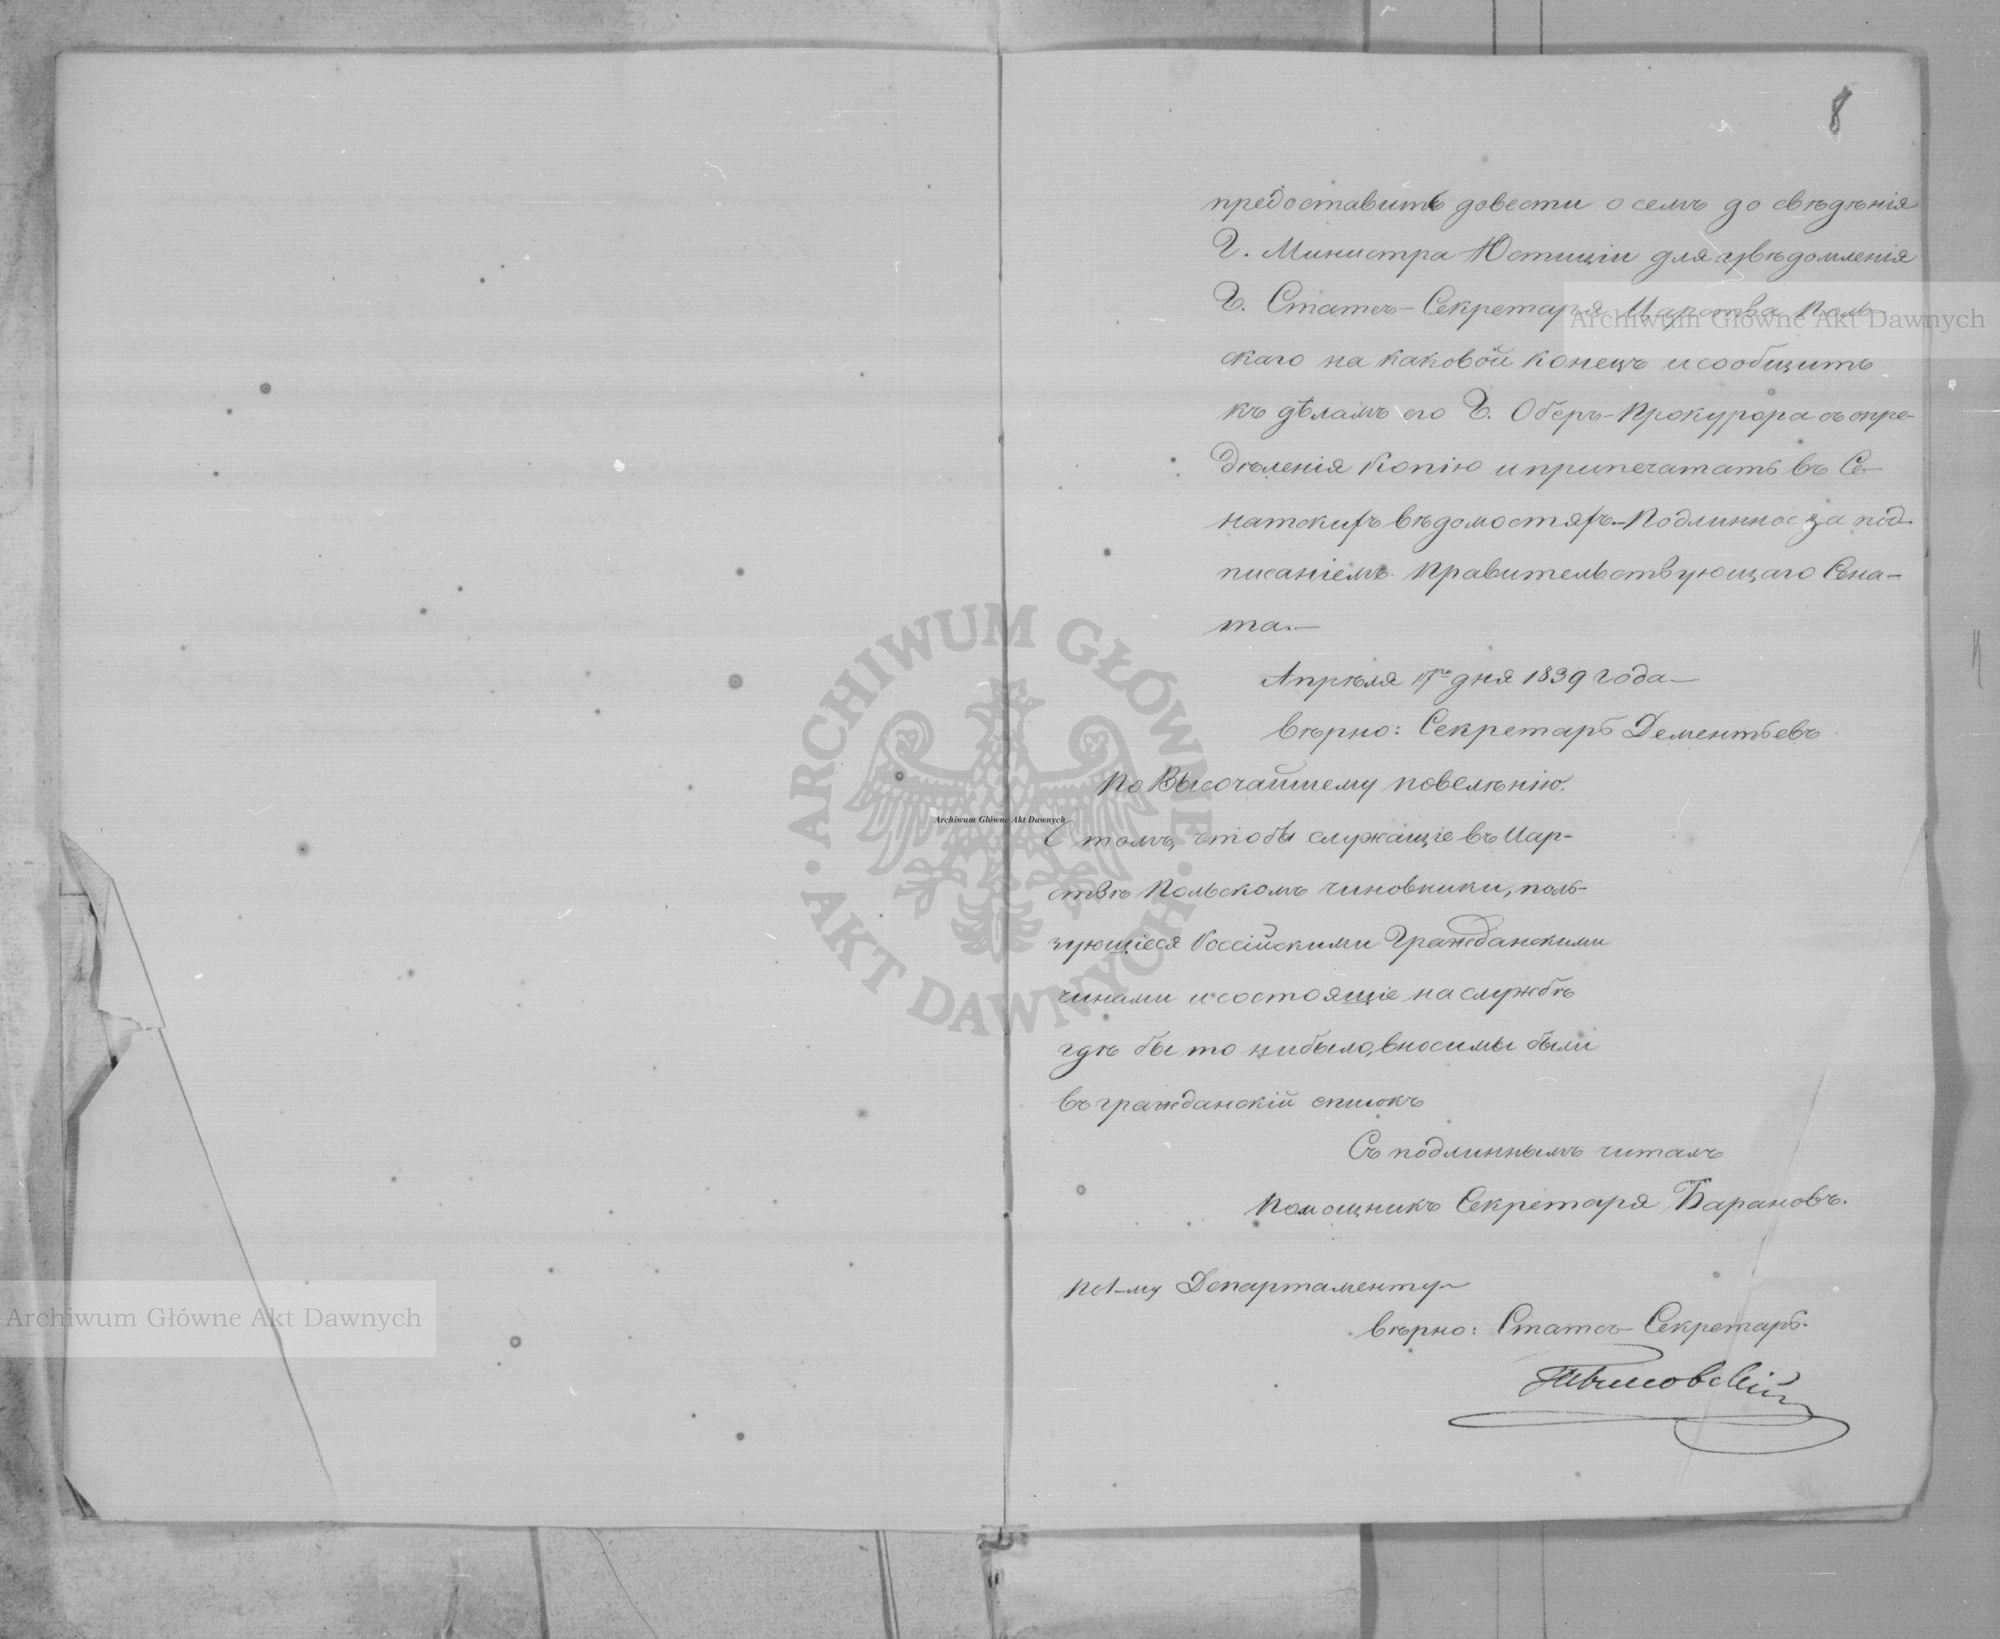 8
предоставить довести о семъ до свѣдѣнія
Г. Министра Юстиціи для увѣдомленія
Г. Статсъ-Секретаря Царства Поль-
скаго на каковой конецъ и сообщить
къ дѣламъ его Г. Оберъ-Прокурора съ опре-
дѣленія копію и припечатать въ Се-
натскихъ вѣдомостяхъ.-Подлинное за под-
писаніемъ Правительствующаго Сена-
та.-
Апрѣля дня 1839 года-
Вѣрно: Секретарь Дементьевъ
По Высочайшему повелѣнію.
О томъ, чтобы служащіе въ Цар-
ствѣ Польскомъ чиновники, поль-
зующіеся Россійскими Гражданскими
чинами и состоящіе на службѣ
гдѣ бы то нибыло, вносимы были
въ гражданскій списокъ
Съ подлиннымъ читалъ
Помощникъ Секретаря Барановъ.
По 1-му Департаменту-
Вѣрно: Статсъ-Секретарь.
Archiwum Główne Akt Dawnych
Archiwum Główne Akt Dawnych
Archiwum Główne Akt Dawnych
ARCHIWUM GŁÓWNE · AKT DAWNYCH ·